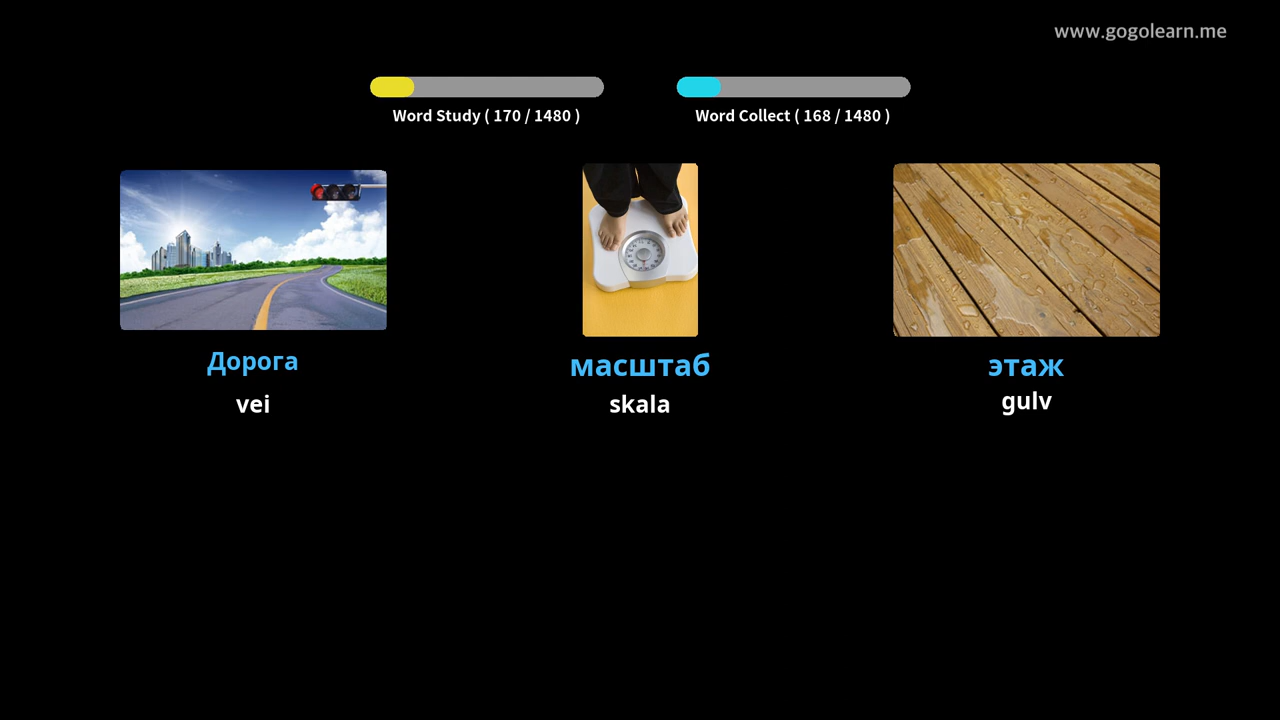 www.gogolearn.me
Word Study ( 170 / 1480 )
Word Collect ( 168 / 1480 )
Дорога
vei
масштаб
skala
этаж
gulv